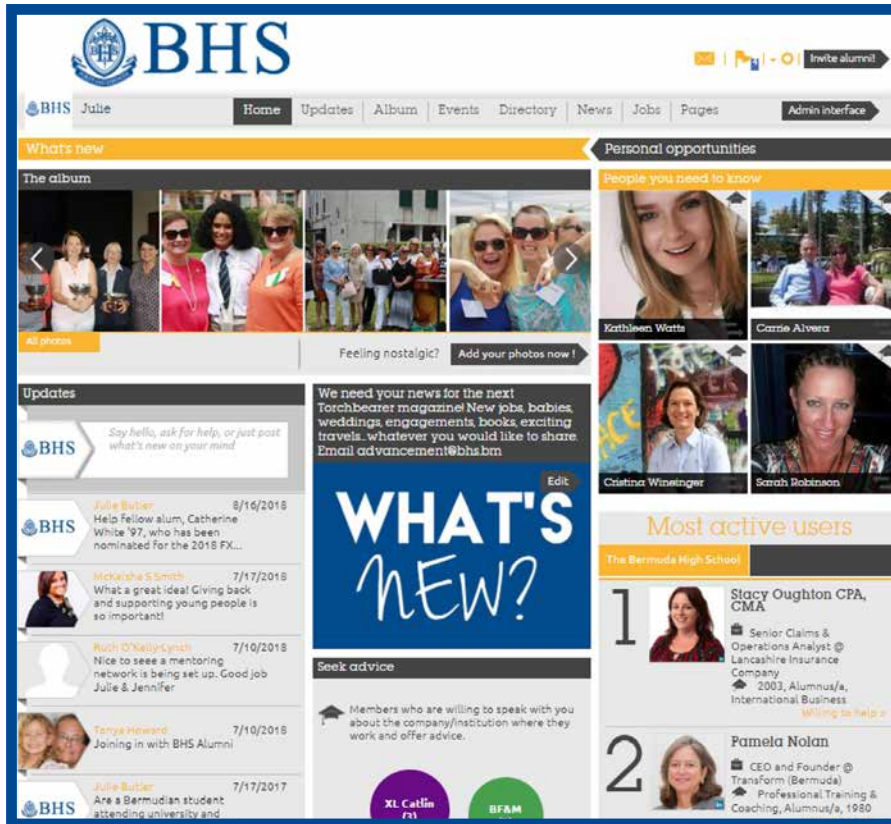 BHS
Invite alumni!
BHS Julie
Home Updates Album Events Directory News Jobs Pages
Admin interface
What's new
Personal opportunities
The album
People you need to know
Kathleen Watts
Carrie Alvera
All photos
Feeling nostalgic? Add your photos now !
Cristina Wineinger
Sarah Robinson
Updates
BHS
Say hello, ask for help, or just post
what's new on your mind
BHS
Julie Butler 8/16/2018
Help fellow alum, Catherine
White '97, who has been
nominated for the 2018 FX...
McKeisha S Smith 7/17/2018
What a great idea! Giving back
and supporting young people is
so important!
Ruth O'Kelly-Lynch 7/10/2018
Nice to seee a mentoring
network is being set up. Good job
Julie & Jennifer
Tonya Howard 7/10/2018
Joining in with BHS Alumni
BHS
Julie Butler 7/17/2017
Are a Bermudian student
attending university and
We need your news for the next
Torchbearer magazine! New jobs, babies,
weddings, engagements, books, exciting
travels...whatever you would like to share.
Email advancement@bhs.bm
Edit
WHAT'S
NEW?
Seek advice
Members who are willing to speak with you
about the company/institution where they
work and offer advice.
XL Catlin
(3)
BF&M
Most active users
The Bermuda High School
1
Stacy Oughton CPA,
CMA
Senior Claims &
Operations Analyst @
Lancashire Insurance
Company
2003, Alumnus/a,
International Business
Willing to help >
2
Pamela Nolan
CEO and Founder @
Transform (Bermuda)
Professional Training &
Coaching, Alumnus/a, 1980